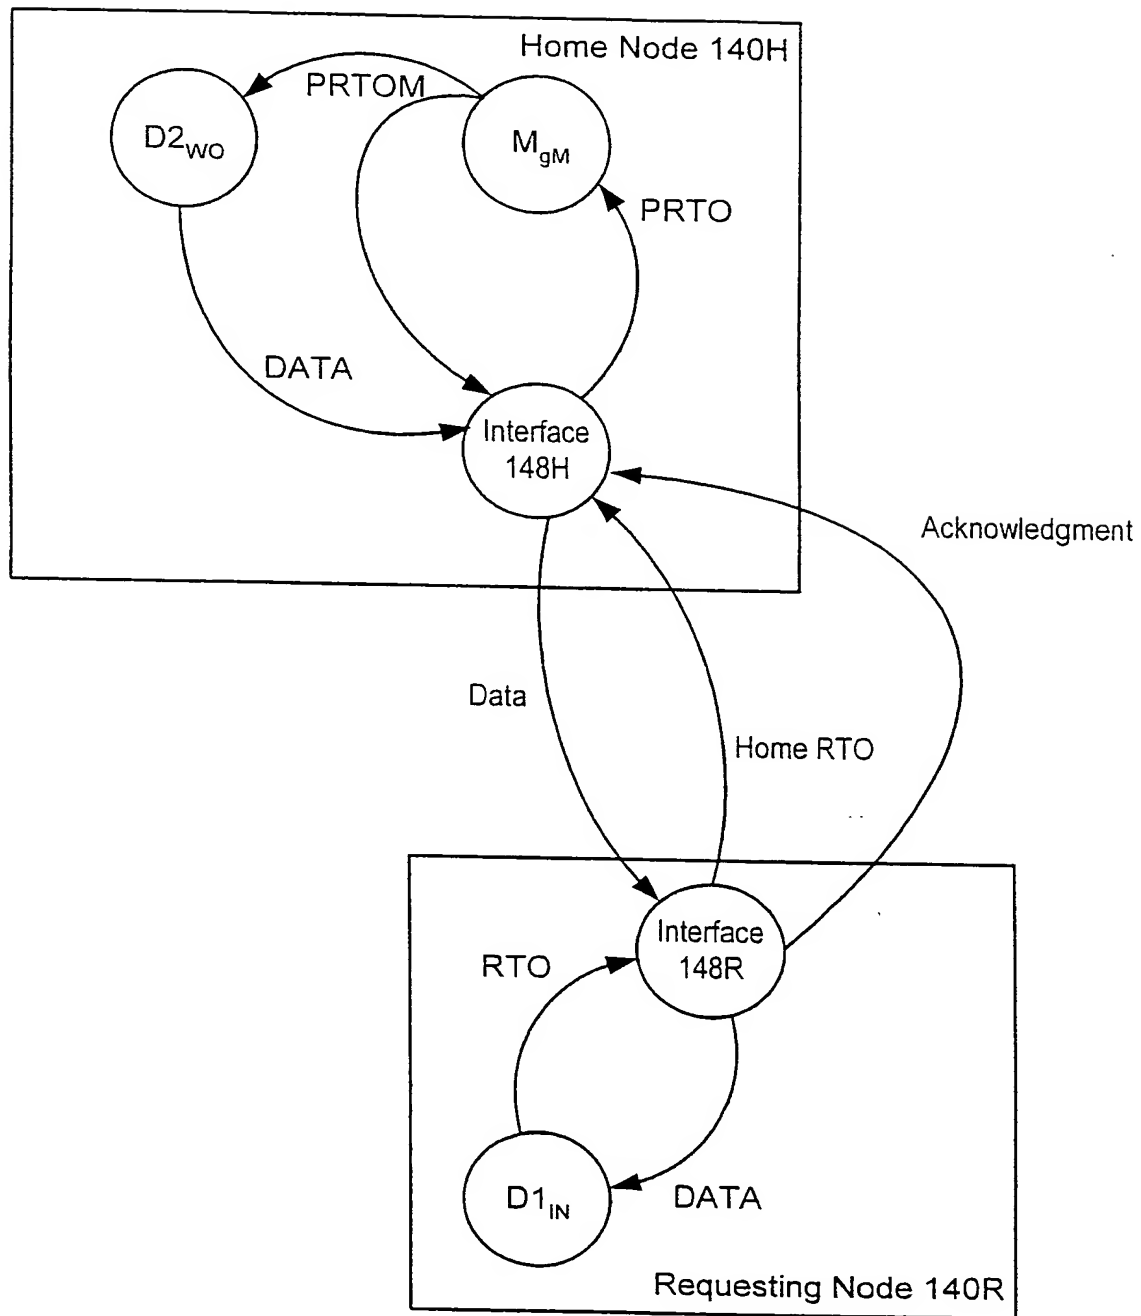 Home Node 140H
PRTOM
D2WO
MgM
PRTO
DATA
Interface
148H
Acknowledgment
Data
Home RTO
Interface
148R
RTO
D1IN
DATA
Requesting Node 140R